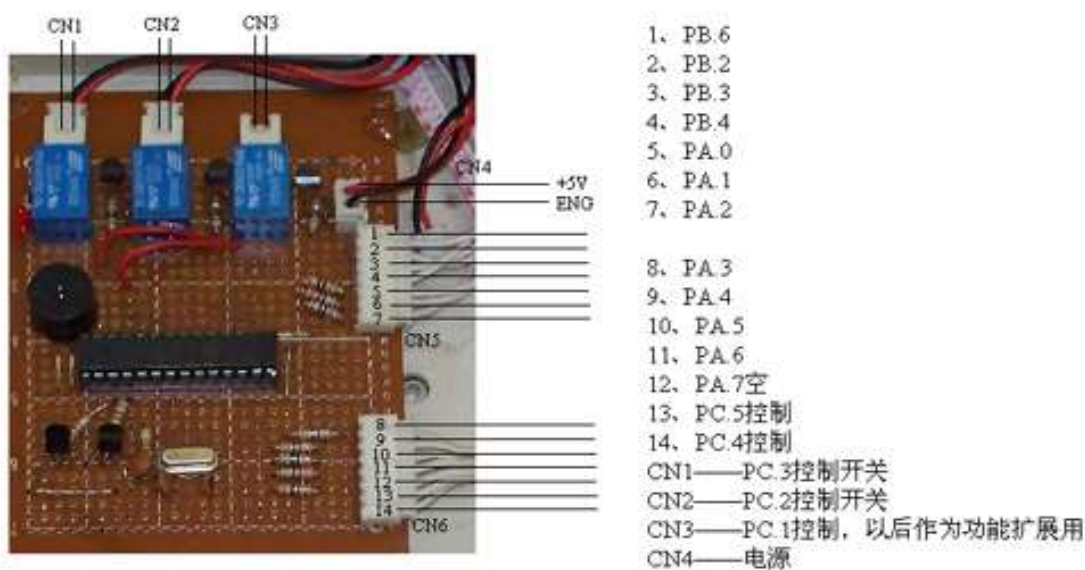 CN1
CN2
CN3
CN4
+5V
ENG
1
2
3
4
5
6
7
CN5
8
9
10
11
12
13
14
CN6
1、PB.6
2、PB.2
3、PB.3
4、PB.4
5、PA.0
6、PA.1
7、PA.2
8、PA.3
9、PA.4
10、PA.5
11、PA.6
12、PA.7空
13、PC.5控制
14、PC.4控制
CN1——PC.3控制开关
CN2——PC.2控制开关
CN3——PC.1控制，以后作为功能扩展用
CN4——电源